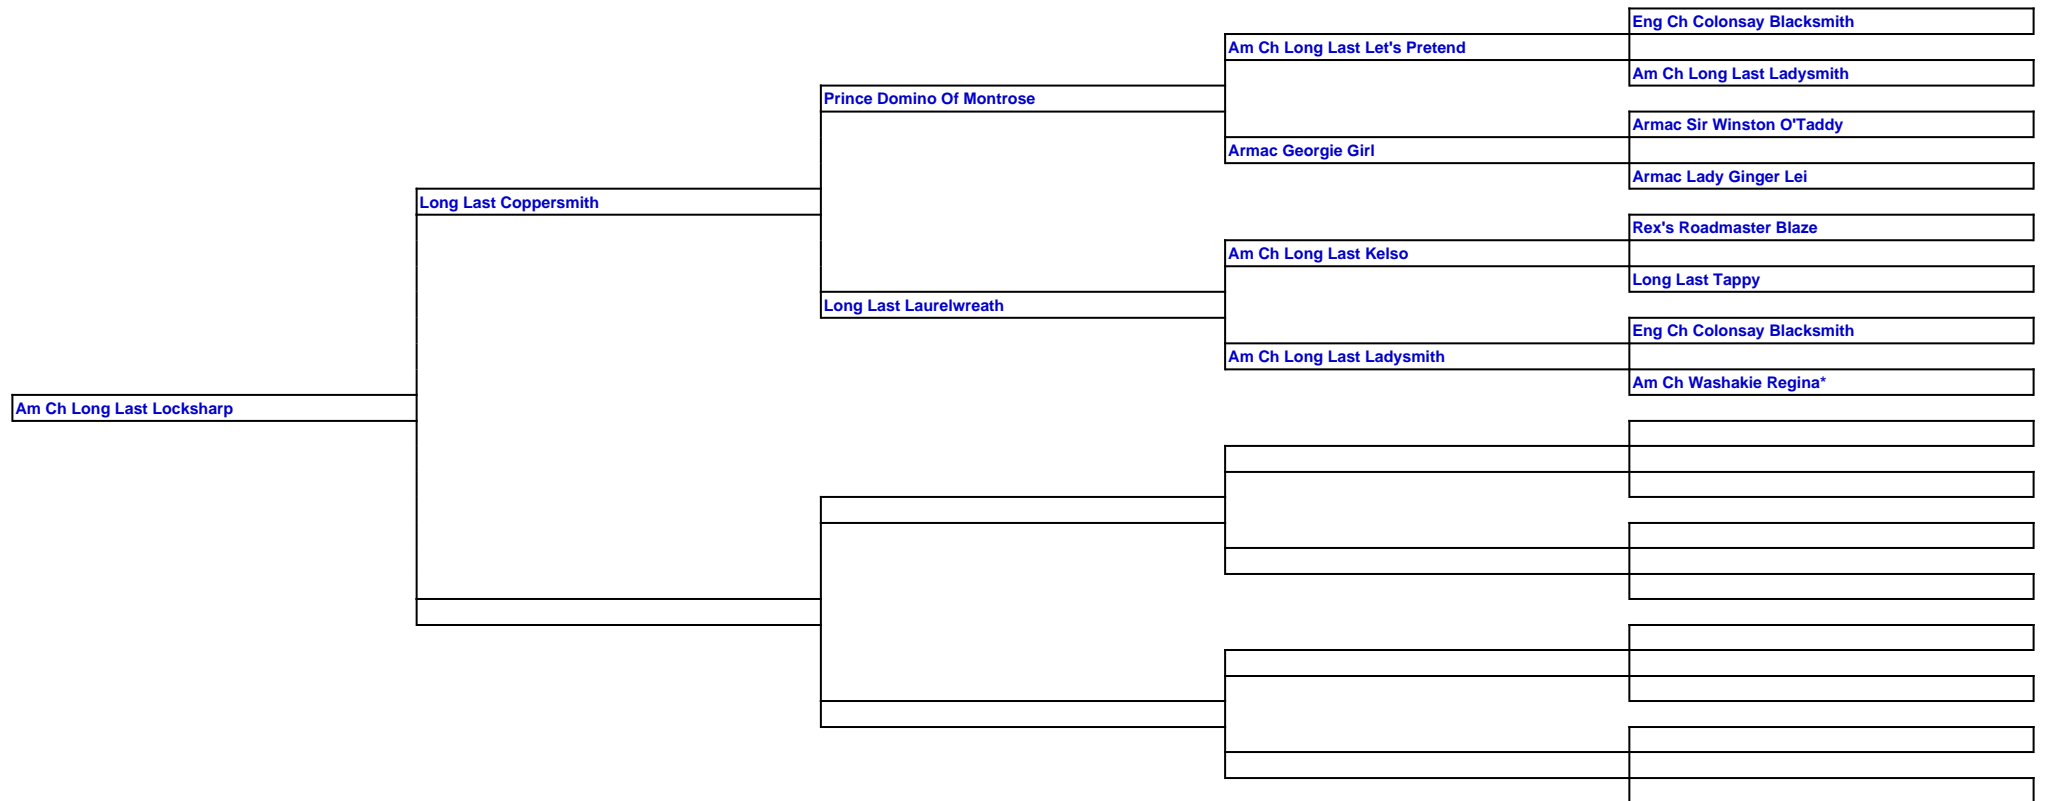 Eng Ch Colonsay Blacksmith
Am Ch Long Last Let's Pretend
Am Ch Long Last Ladysmith
Prince Domino Of Montrose
Armac Sir Winston O'Taddy
Armac Georgie Girl
Armac Lady Ginger Lei
Long Last Coppersmith
Rex's Roadmaster Blaze
Am Ch Long Last Kelso
Long Last Tappy
Long Last Laurelwreath
Eng Ch Colonsay Blacksmith
Am Ch Long Last Ladysmith
Am Ch Washakie Regina*
Am Ch Long Last Locksharp